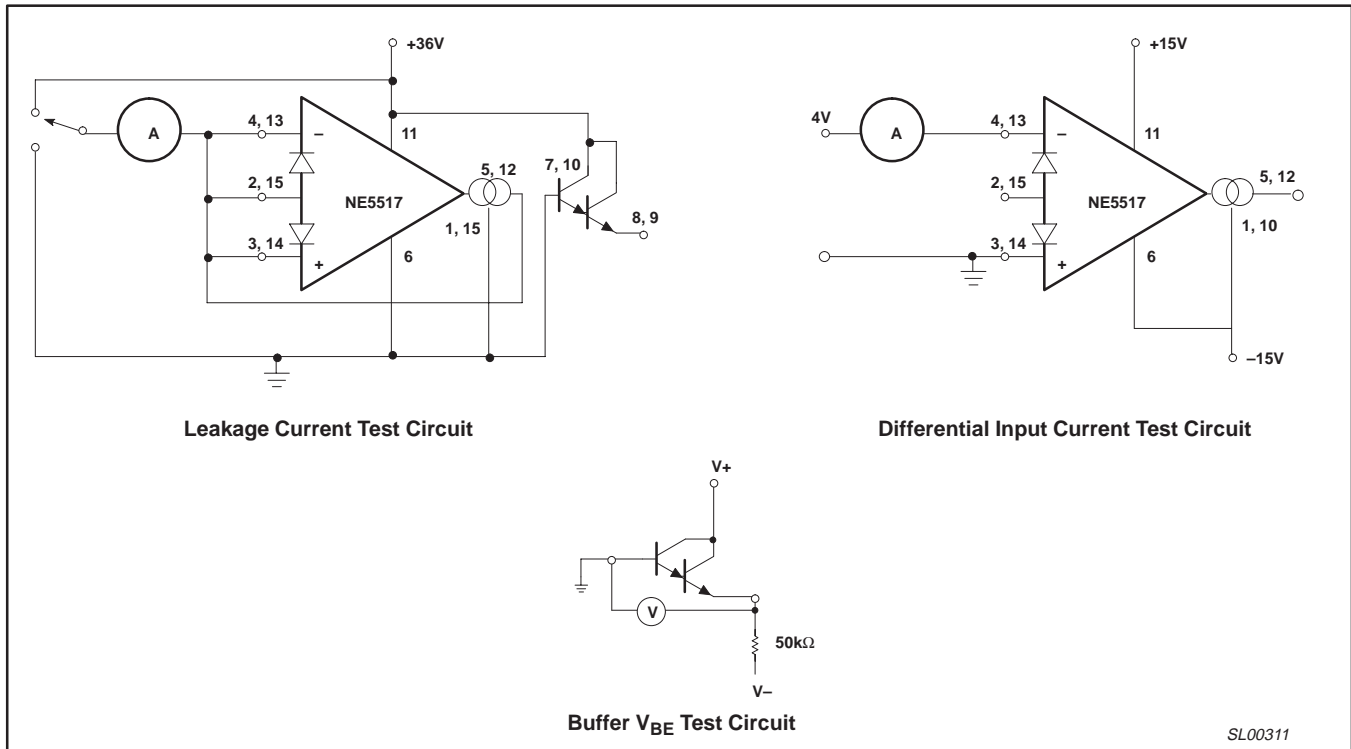 +36V
A
4, 13
–
11
2, 15
NE5517
5, 12
7, 10
8, 9
1, 15
3, 14
+
6
Leakage Current Test Circuit
+15V
4V
A
4, 13
–
11
2, 15
NE5517
5, 12
1, 10
3, 14
+
6
–15V
Differential Input Current Test Circuit
V+
V
50kΩ
V–
Buffer VBE Test Circuit
SL00311